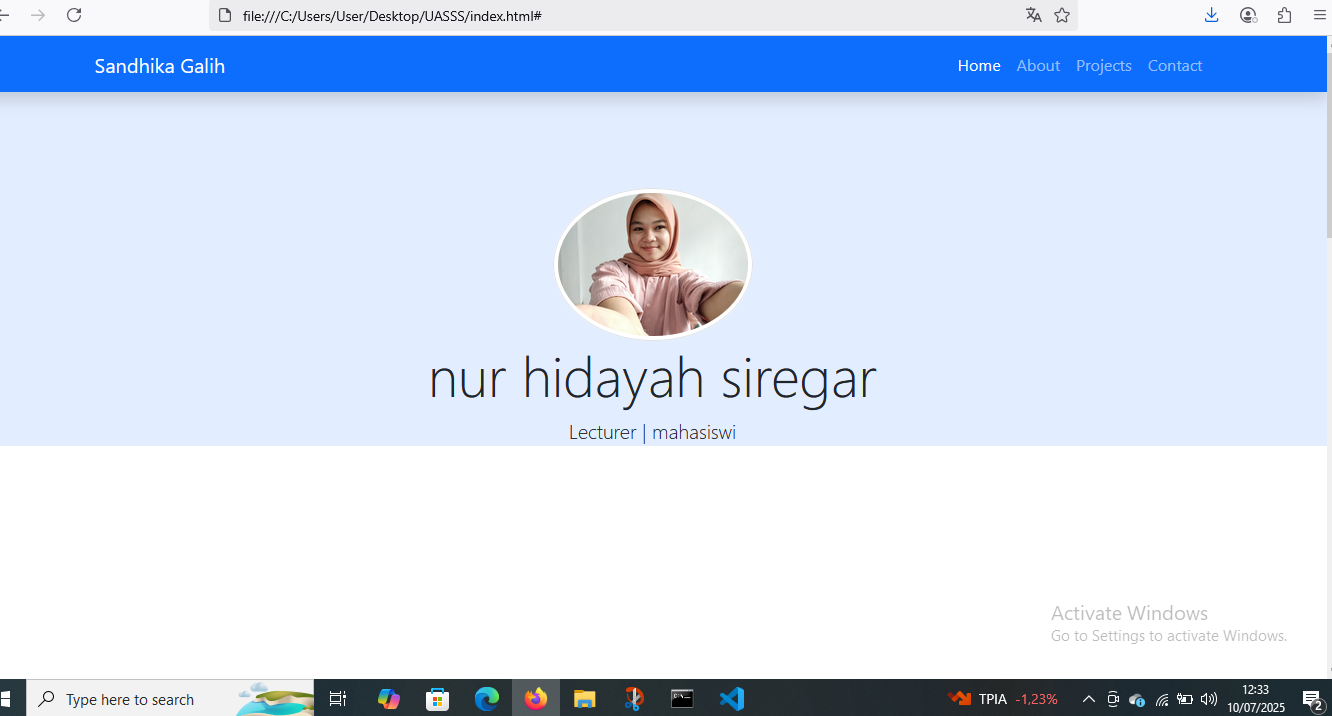 file:///C:/Users/User/Desktop/UASSS/index.html#
Sandhika Galih
Home About Projects Contact
nur hidayah siregar
Lecturer | mahasiswi
Activate Windows
Go to Settings to activate Windows.
Type here to search
TPIA -1,23%
12:33
10/07/2025
2